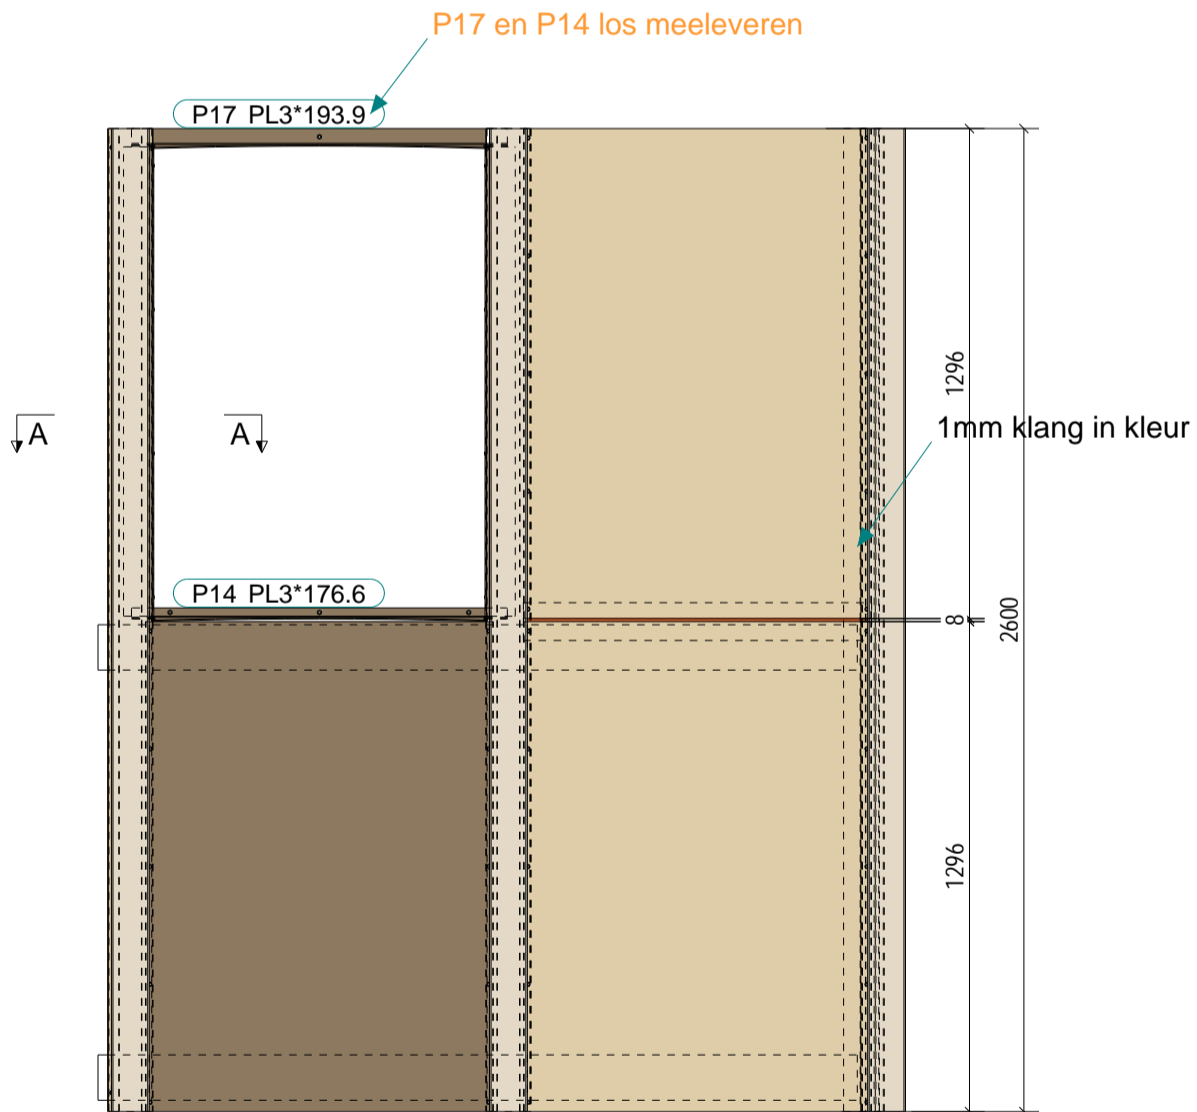 P17 en P14 los meeleveren
P17 PL3*193.9
1296
A
A
1mm klang in kleur
P14 PL3*176.6
8
2600
1296